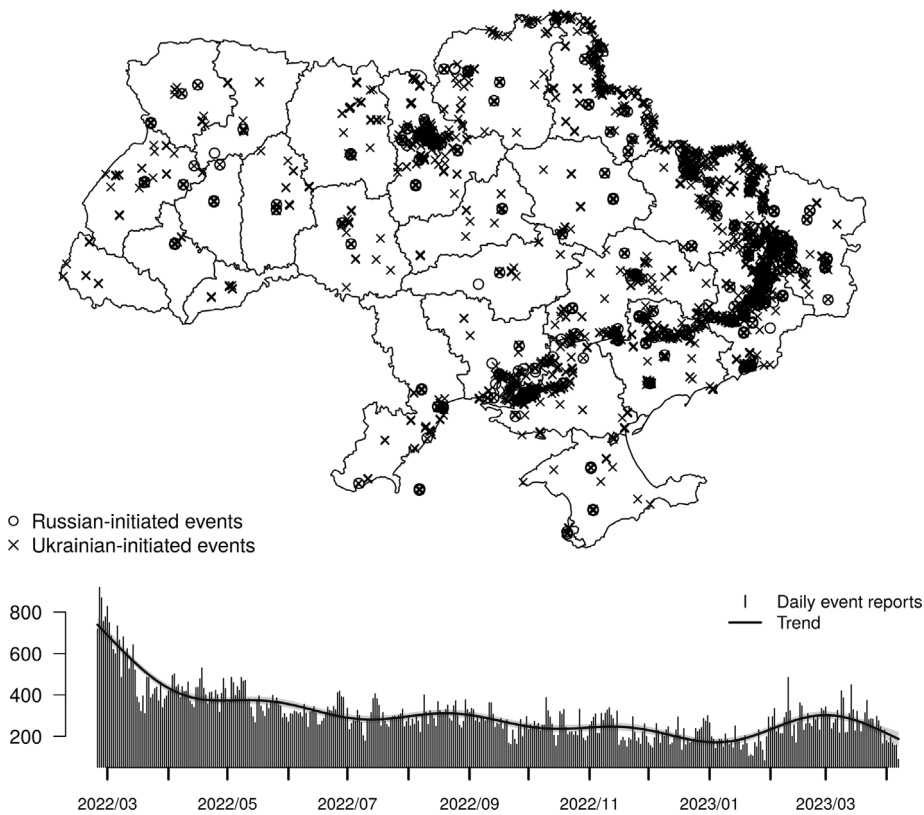 Russian-initiated events
Ukrainian-initiated events
Daily event reports
Trend
800
600
400
200
2022/03 2022/05 2022/07 2022/09 2022/11 2023/01 2023/03